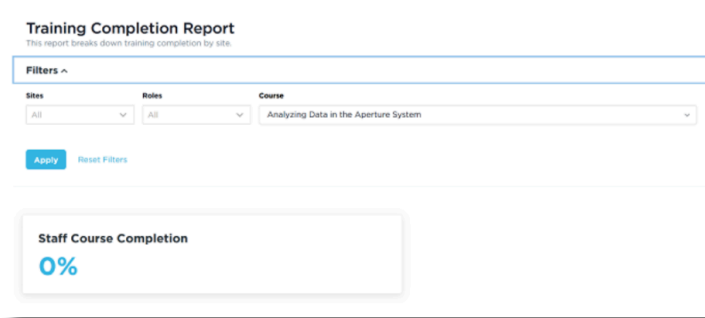 Training Completion Report
This report breaks down training completion by site.
Filters
Sites Roles Course
All All Analyzing Data in the Aperture System
Apply Reset Filters
Staff Course Completion
0%